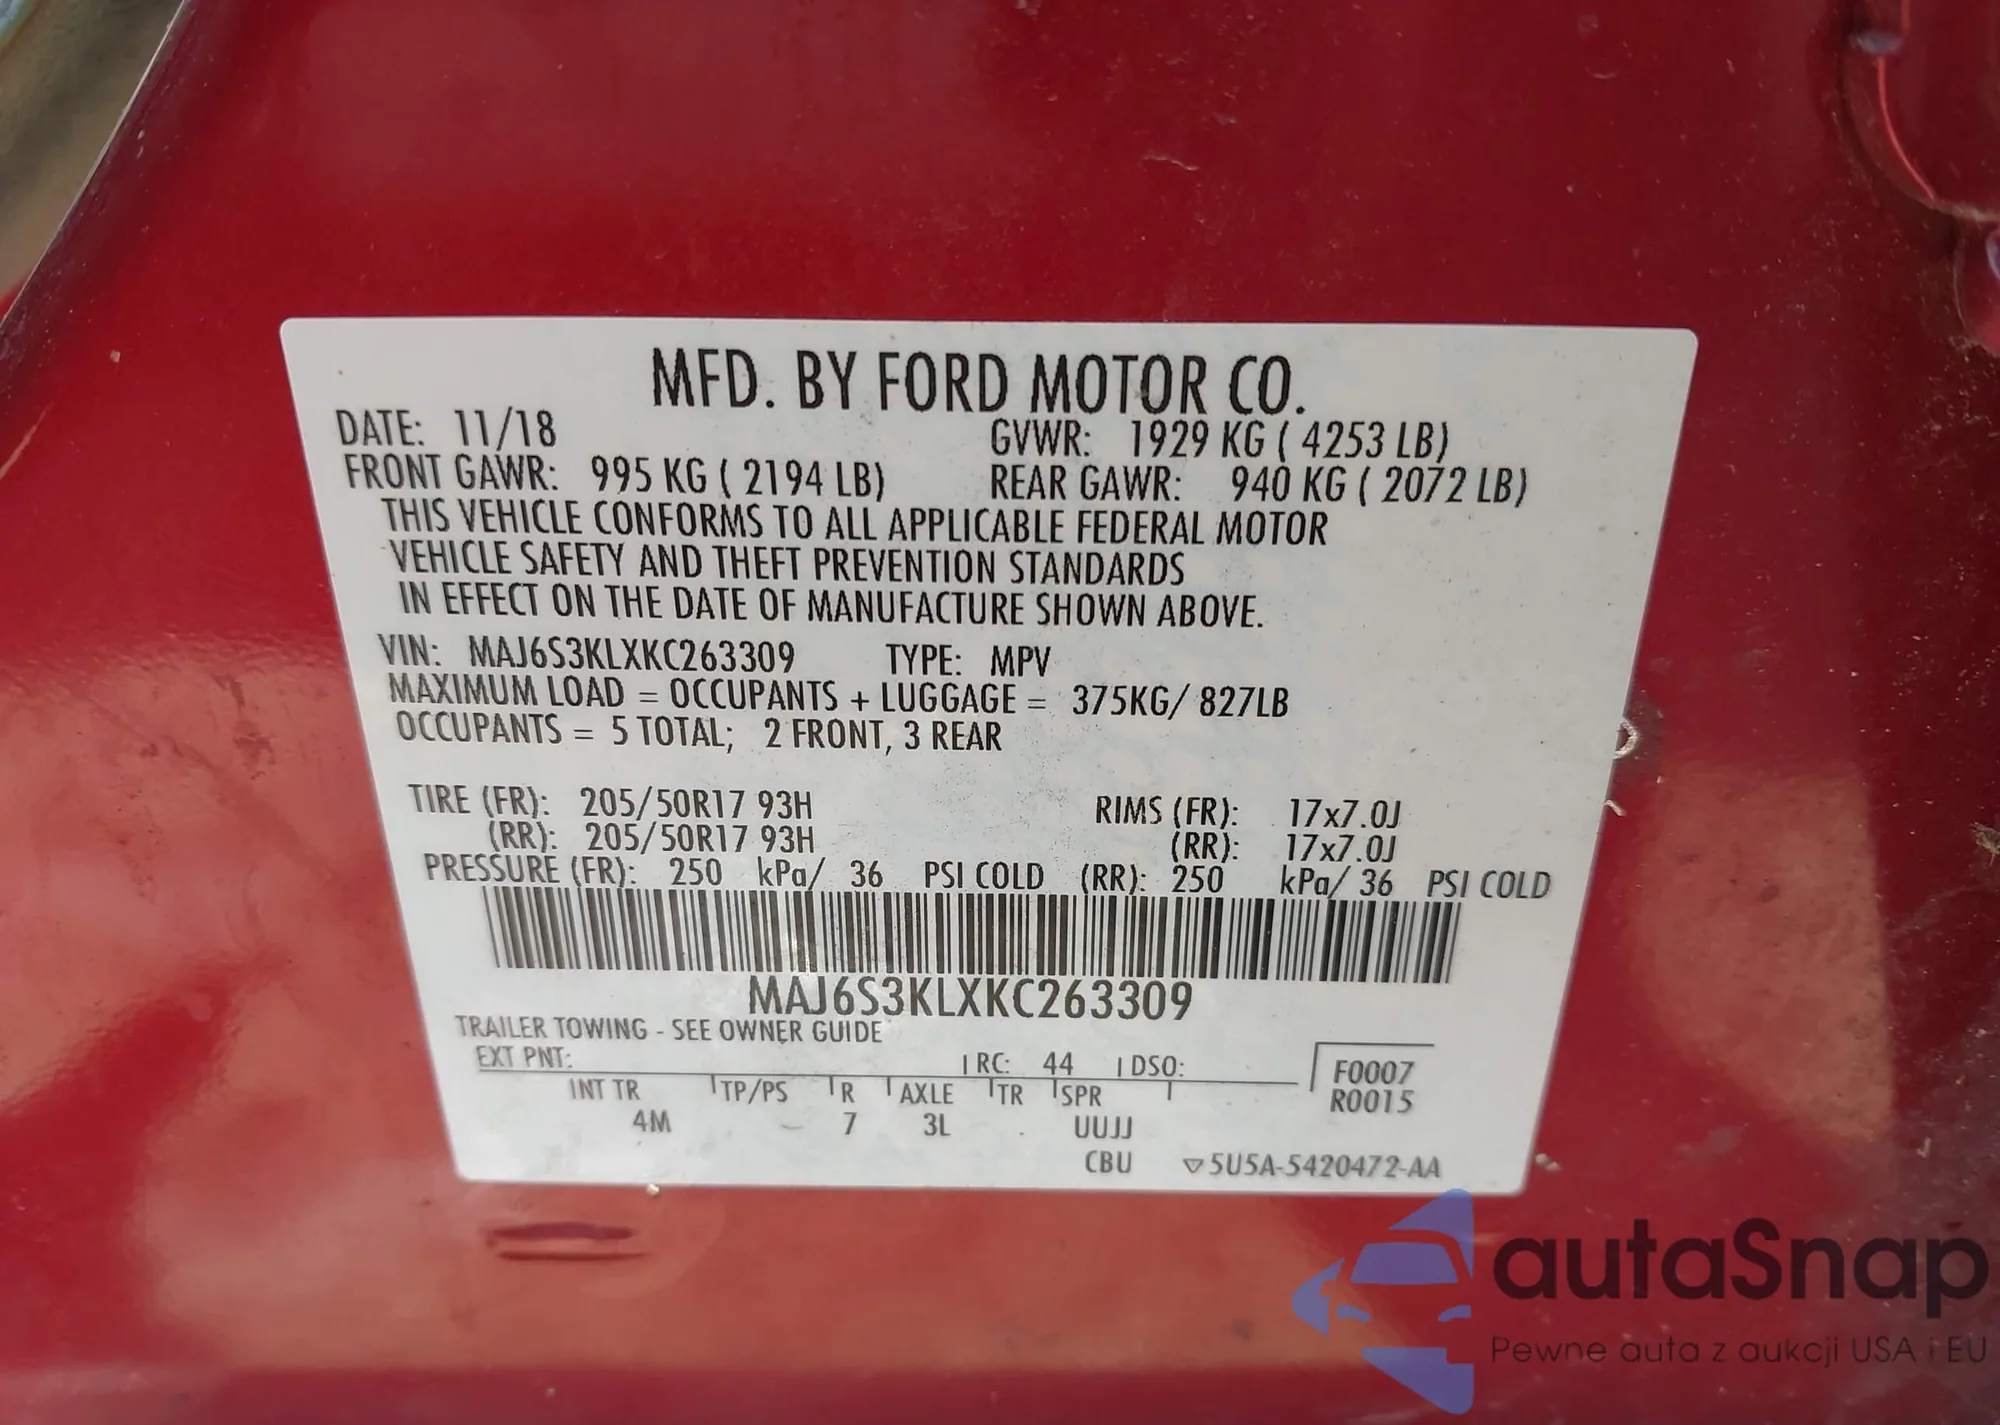 MFD. BY FORD MOTOR CO.
DATE: 11/18 GVWR: 1929 KG ( 4253 LB)
FRONT GAWR: 995 KG ( 2194 LB) REAR GAWR: 940 KG ( 2072 LB)
THIS VEHICLE CONFORMS TO ALL APPLICABLE FEDERAL MOTOR
VEHICLE SAFETY AND THEFT PREVENTION STANDARDS
IN EFFECT ON THE DATE OF MANUFACTURE SHOWN ABOVE.
VIN: MAJ6S3KLXKC263309 TYPE: MPV
MAXIMUM LOAD = OCCUPANTS + LUGGAGE = 375KG/ 827LB
OCCUPANTS = 5 TOTAL; 2 FRONT, 3 REAR
TIRE (FR): 205/50R17 93H RIMS (FR): 17x7.0J
(RR): 205/50R17 93H (RR): 17x7.0J
PRESSURE (FR): 250 kPa/ 36 PSI COLD (RR): 250 kPa/ 36 PSI COLD
MAJ6S3KLXKC263309
TRAILER TOWING - SEE OWNER GUIDE
EXT PNT: RC: 44 DSO: F0007
INT TR TP/PS R AXLE TR SPR R0015
4M 7 3L UUJJ
CBU 5U5A-5420472-AA
autaSnap
Pewne auta z aukcji USA i EU